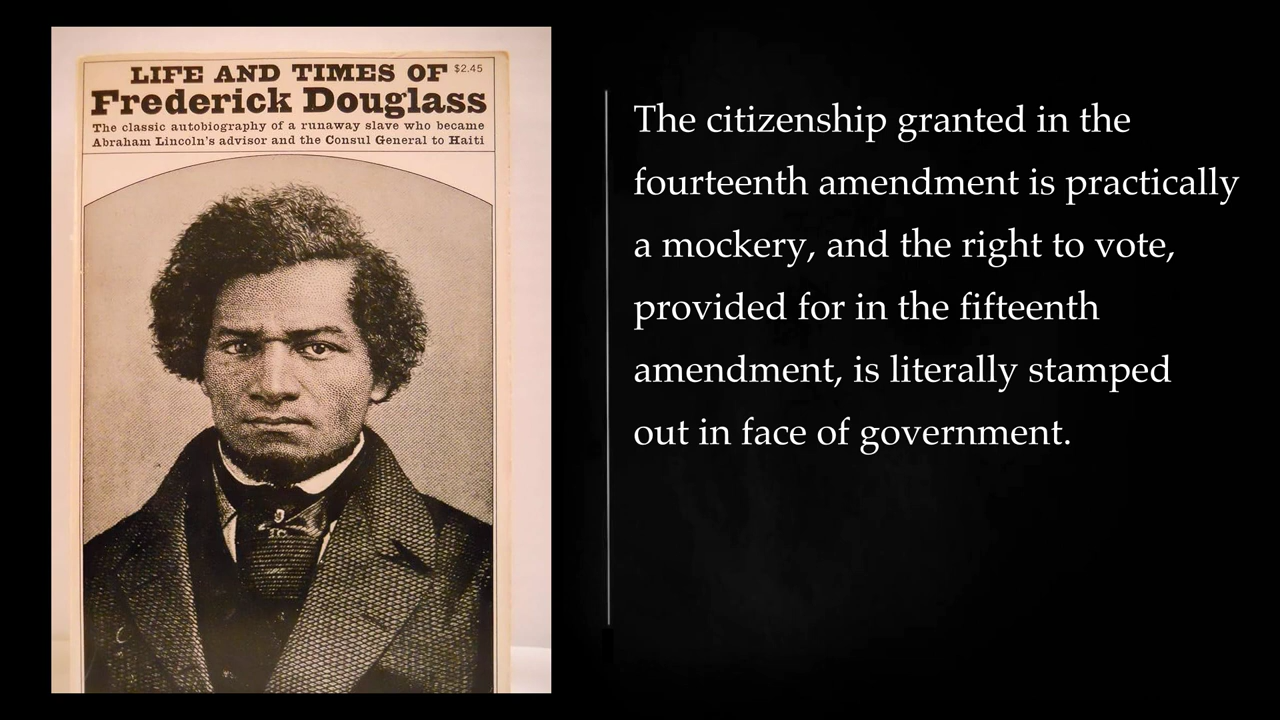 LIFE AND TIMES OF $2.45
Frederick Douglass
The classic autobiography of a runaway slave who became
Abraham Lincoln's advisor and the Consul General to Haiti
The citizenship granted in the
fourteenth amendment is practically
a mockery, and the right to vote,
provided for in the fifteenth
amendment, is literally stamped
out in face of government.